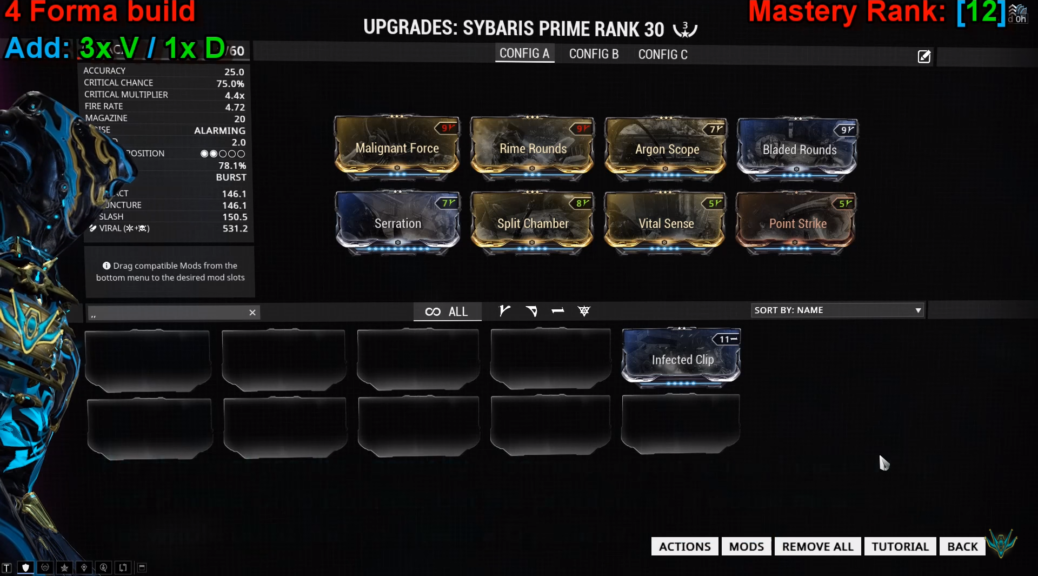 4 Forma build
Mastery Rank: [12]
Add: 3x V / 1x D
UPGRADES: SYBARIS PRIME RANK 30 3
/60
CONFIG A CONFIG B CONFIG C
ACCURACY 25.0
CRITICAL CHANCE 75.0%
CRITICAL MULTIPLIER 4.4x
FIRE RATE 4.72
MAGAZINE 20
ALARMING
2.0
78.1%
BURST
146.1
146.1
SLASH 150.5
VIRAL 531.2
Drag compatible Mods from the
bottom menu to the desired mod slots
9 9 7 9
Malignant Force Rime Rounds Argon Scope Bladed Rounds
7 8 5 5
Serration Split Chamber Vital Sense Point Strike
,, × ∞ ALL SORT BY: NAME
11
Infected Clip
ACTIONS MODS REMOVE ALL TUTORIAL BACK